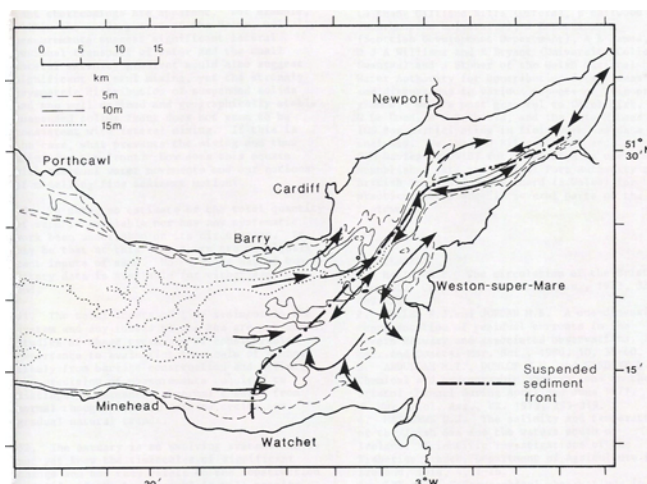 0 5 10 15
km
5m
10m
15m
Newport
51°
30' N
Porthcawl
Cardiff
Barry
Weston-super-Mare
Suspended
sediment
front
15'
Minehead
Watchet
3° W